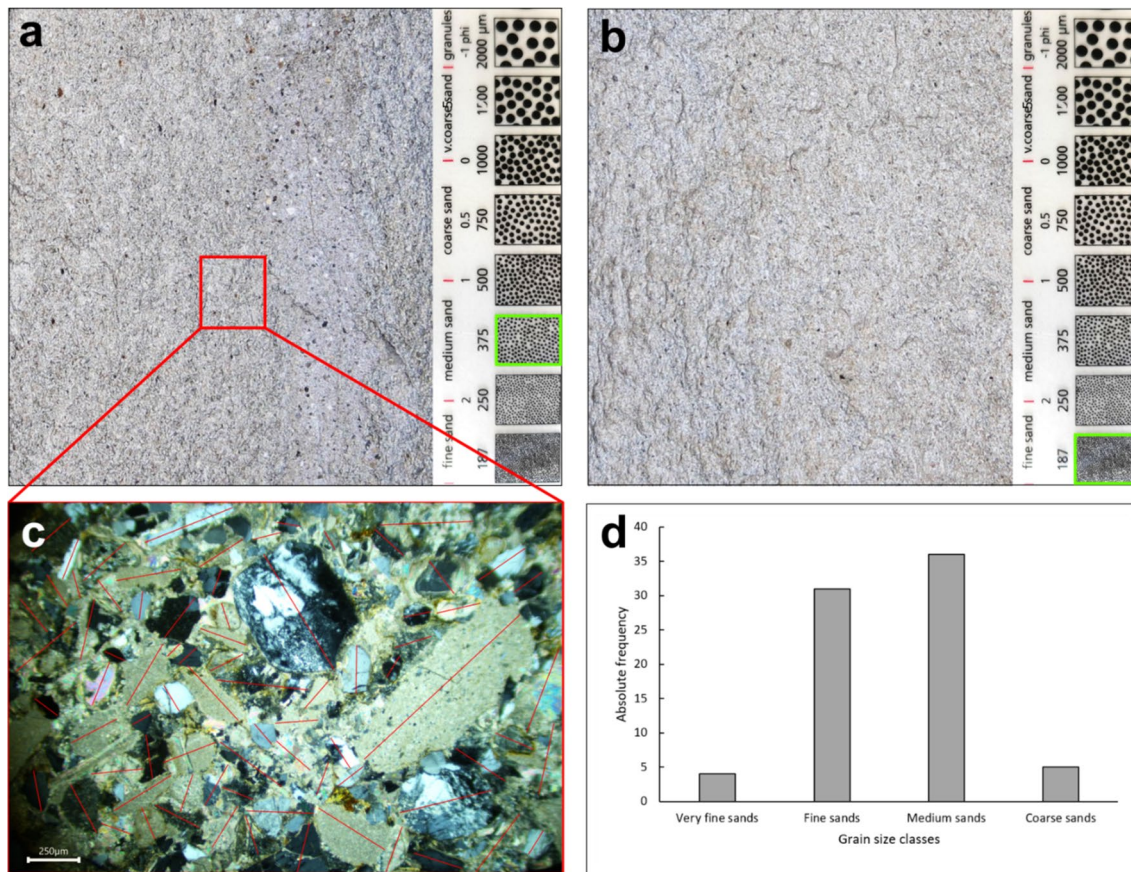 a
granules
v.coarse sand
coarse sand
medium sand
fine sand
-1 phi
0
0.5
1
2
2000 µm
1000
750
500
375
250
187
b
granules
v.coarse sand
coarse sand
medium sand
fine sand
-1 phi
0
0.5
1
2
2000 µm
1000
750
500
375
250
187
c
250µm
d
40
35
30
25
20
15
10
5
0
Absolute frequency
Very fine sands
Fine sands
Medium sands
Coarse sands
Grain size classes